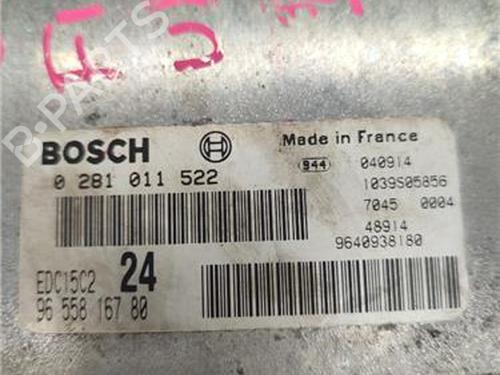 B-PARTS
BOSCH
Made in France
0 281 011 522
944
040914
1039S05856
7045 0004
48914
9640938180
EDC15C2
24
96 558 167 80